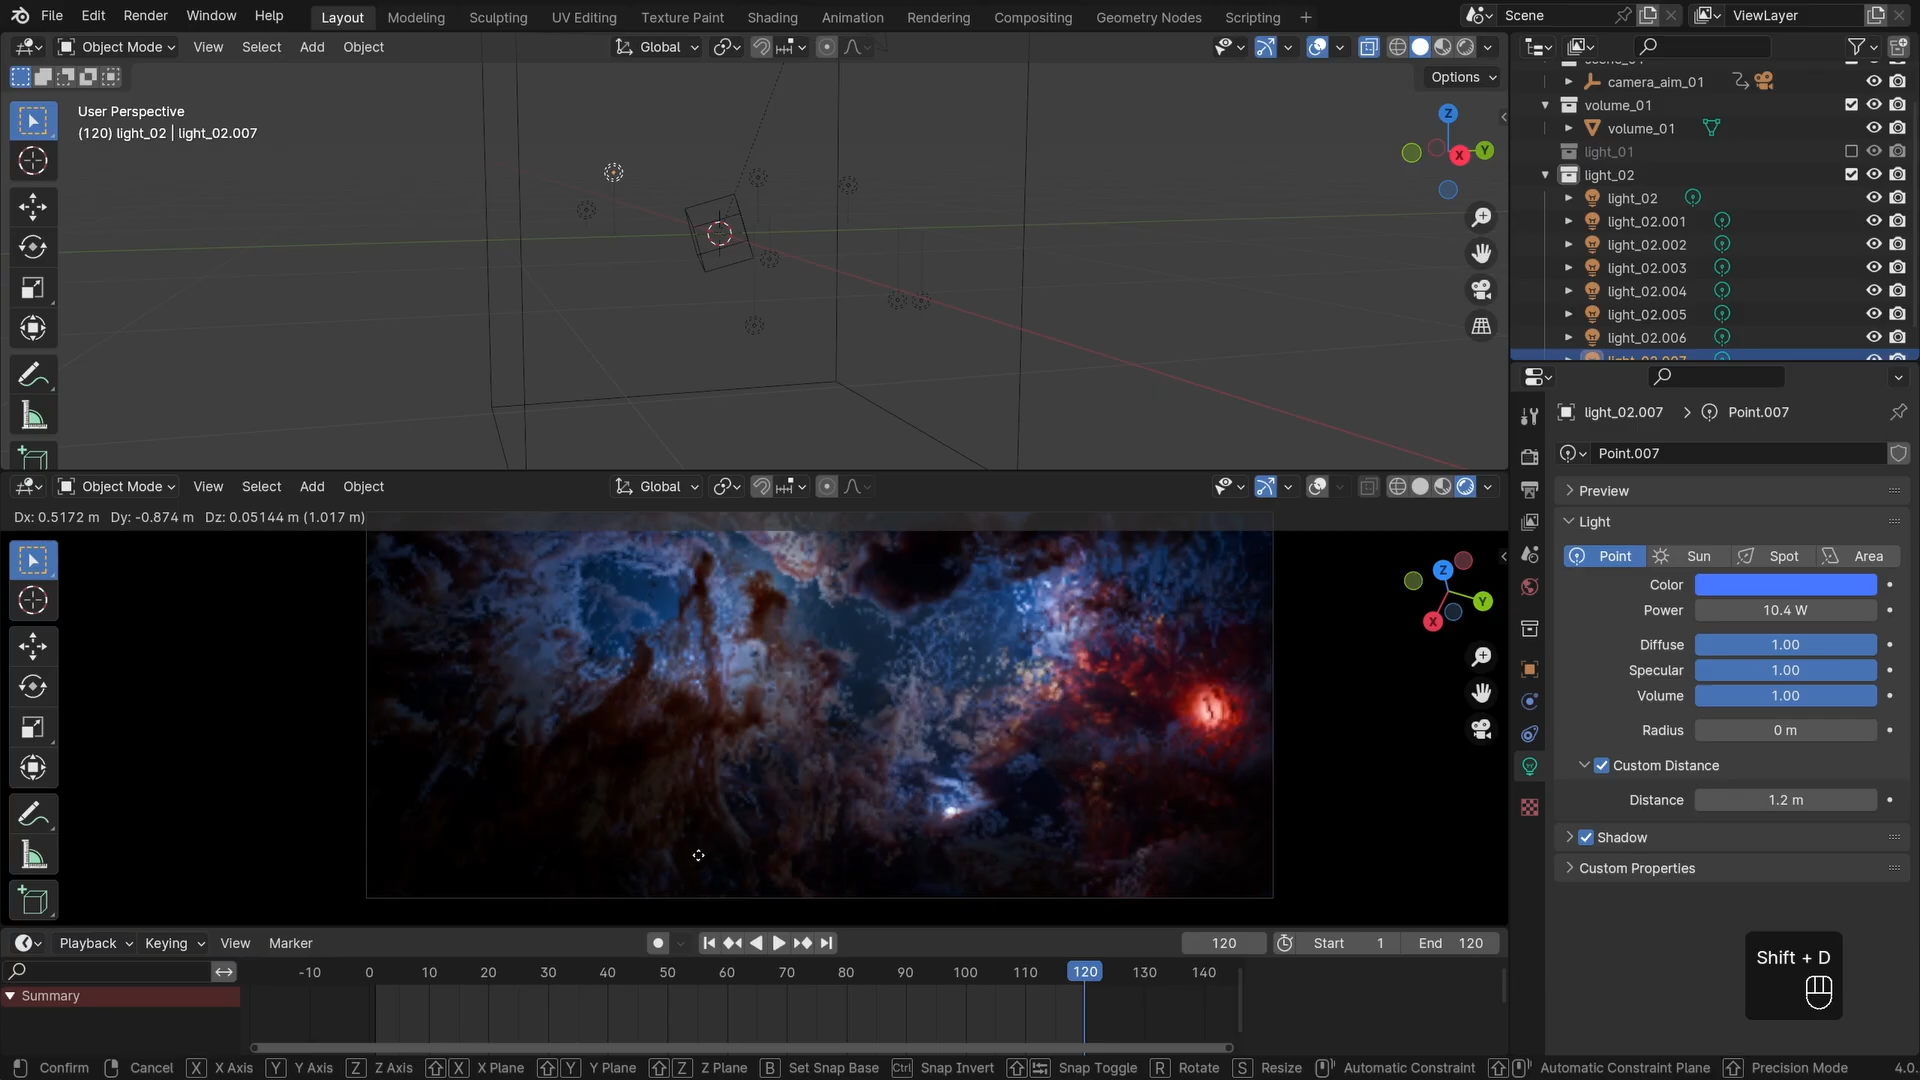 File Edit Render Window Help Layout Modeling Sculpting UV Editing Texture Paint Shading Animation Rendering Compositing Geometry Nodes Scripting + Scene ViewLayer
Object Mode View Select Add Object Global
Options
User Perspective
(120) light_02 | light_02.007
Z
Y
X
camera_aim_01
volume_01
volume_01
light_01
light_02
light_02
light_02.001
light_02.002
light_02.003
light_02.004
light_02.005
light_02.006
light_02.007 > Point.007
Point.007
Preview
Light
Point Sun Spot Area
Color
Power 10.4 W
Diffuse 1.00
Specular 1.00
Volume 1.00
Radius 0 m
Custom Distance
Distance 1.2 m
Shadow
Custom Properties
Object Mode View Select Add Object Global
Dx: 0.5172 m Dy: -0.874 m Dz: 0.05144 m (1.017 m)
Z
Y
X
Playback Keying View Marker 120 Start 1 End 120
-10 0 10 20 30 40 50 60 70 80 90 100 110 120 130 140
Summary
Shift + D
Confirm Cancel X X Axis Y Y Axis Z Z Axis X X Plane Y Y Plane Z Z Plane B Set Snap Base Ctrl Snap Invert Snap Toggle R Rotate S Resize Automatic Constraint Automatic Constraint Plane Precision Mode 4.0.